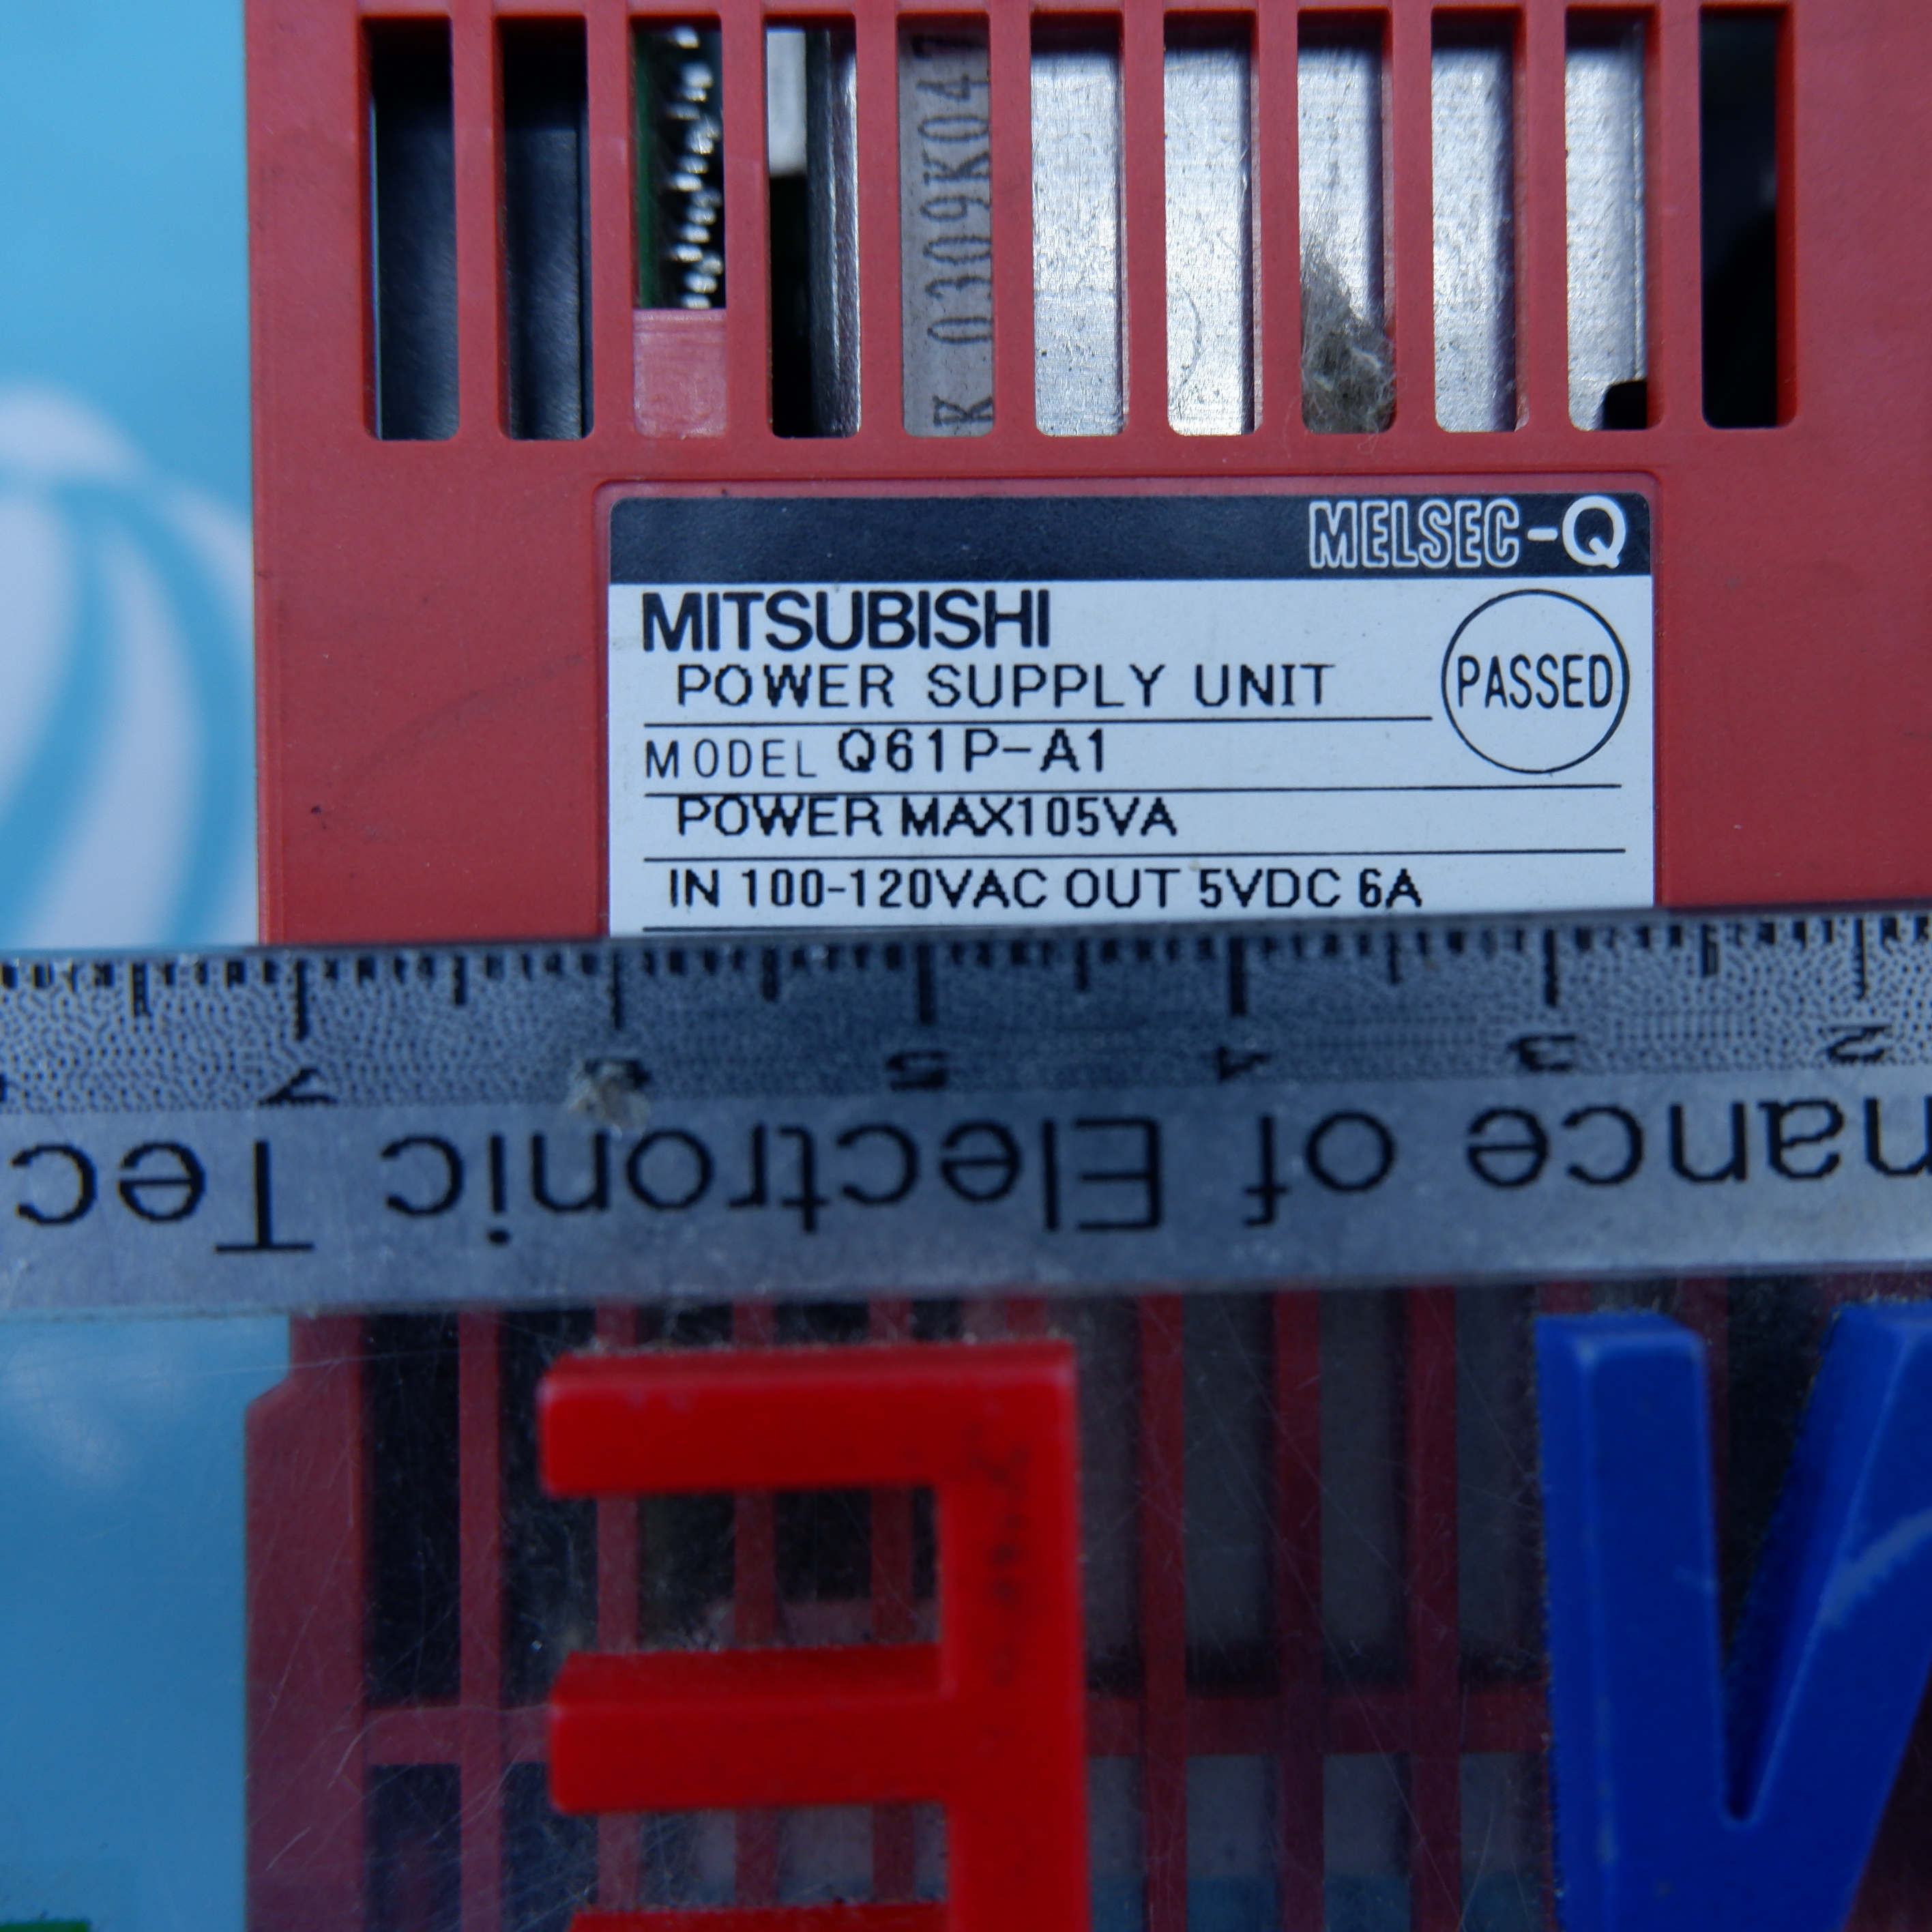 K 0309K047
MELSEC-Q
MITSUBISHI
POWER SUPPLY UNIT
PASSED
MODEL Q61P-A1
POWER MAX105VA
IN 100-120VAC OUT 5VDC 6A
2 3 4 5 6 7
nance of Electronic Tec
E